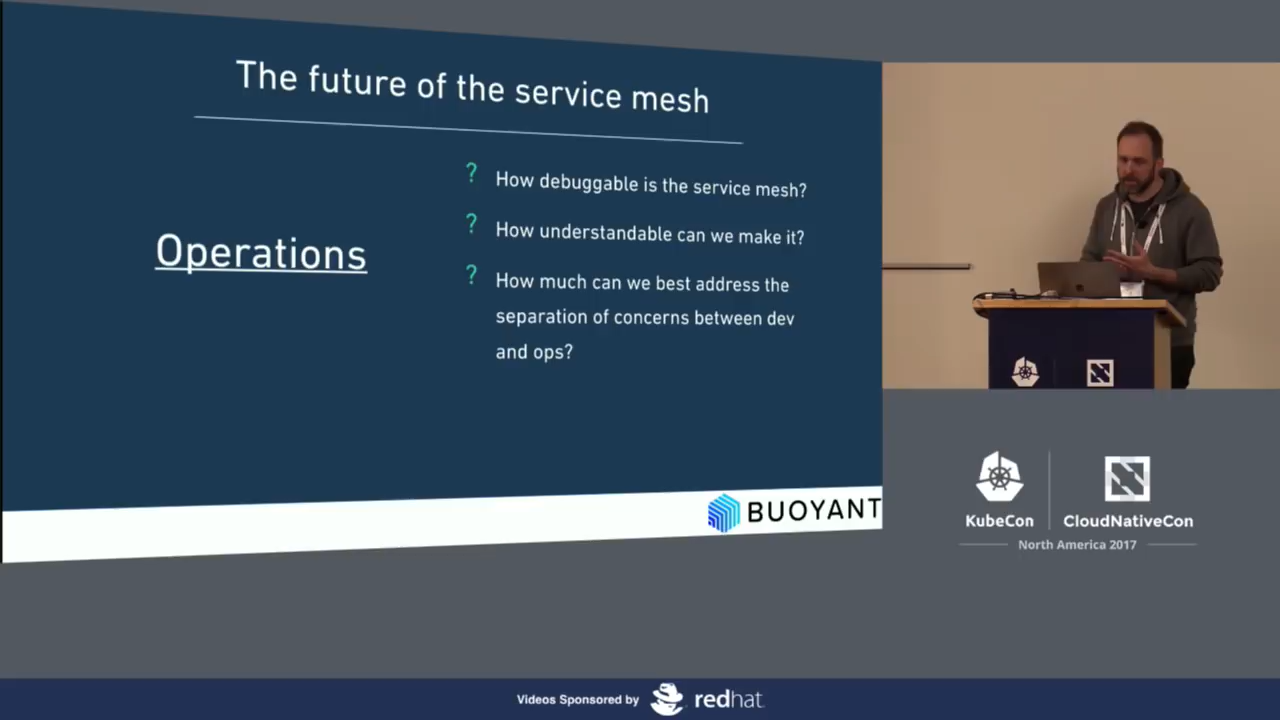 The future of the service mesh
Operations
? How debuggable is the service mesh?
? How understandable can we make it?
? How much can we best address the
separation of concerns between dev
and ops?
BUOYANT
KubeCon
CloudNativeCon
North America 2017
Videos Sponsored by
redhat